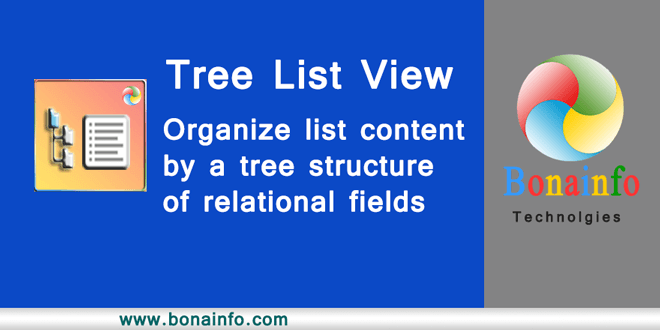 Tree List View
Organize list content
by a tree structure
of relational fields
Bonainfo
Technolgies
www.bonainfo.com